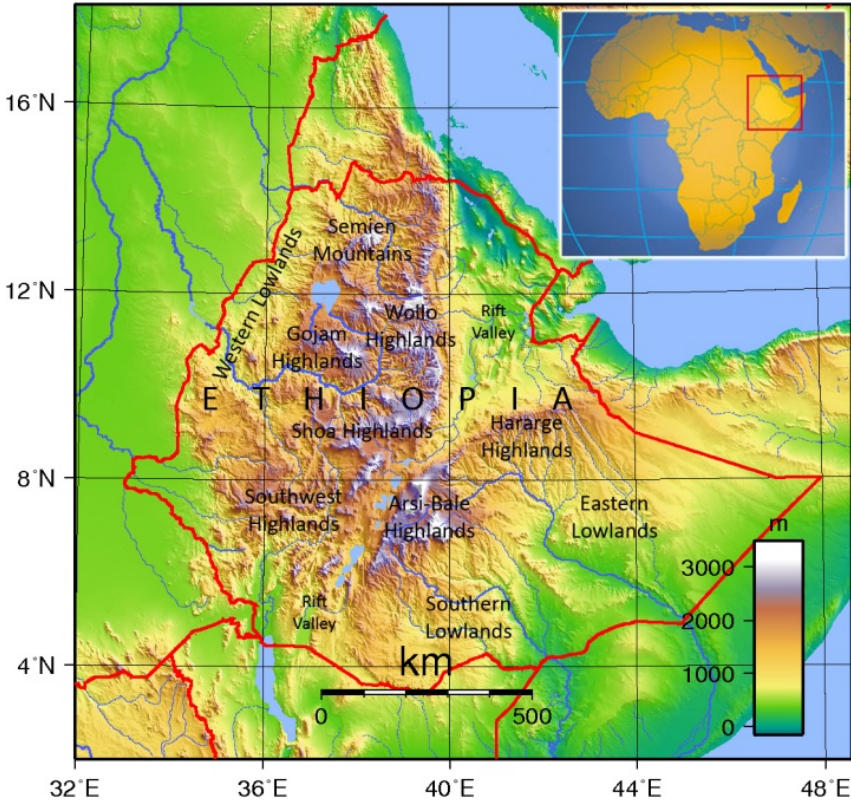 16°N
12°N
8°N
4°N
32°E
36°E
40°E
44°E
48°E
Semien
Mountains
Western Lowlands
Wollo
Highlands
Rift
Valley
Gojam
Highlands
E T H I O P I A
Shoa Highlands
Hararge
Highlands
Southwest
Highlands
Arsi-Bale
Highlands
Eastern
Lowlands
Rift
Valley
Southern
Lowlands
km
0
500
m
3000
2000
1000
0